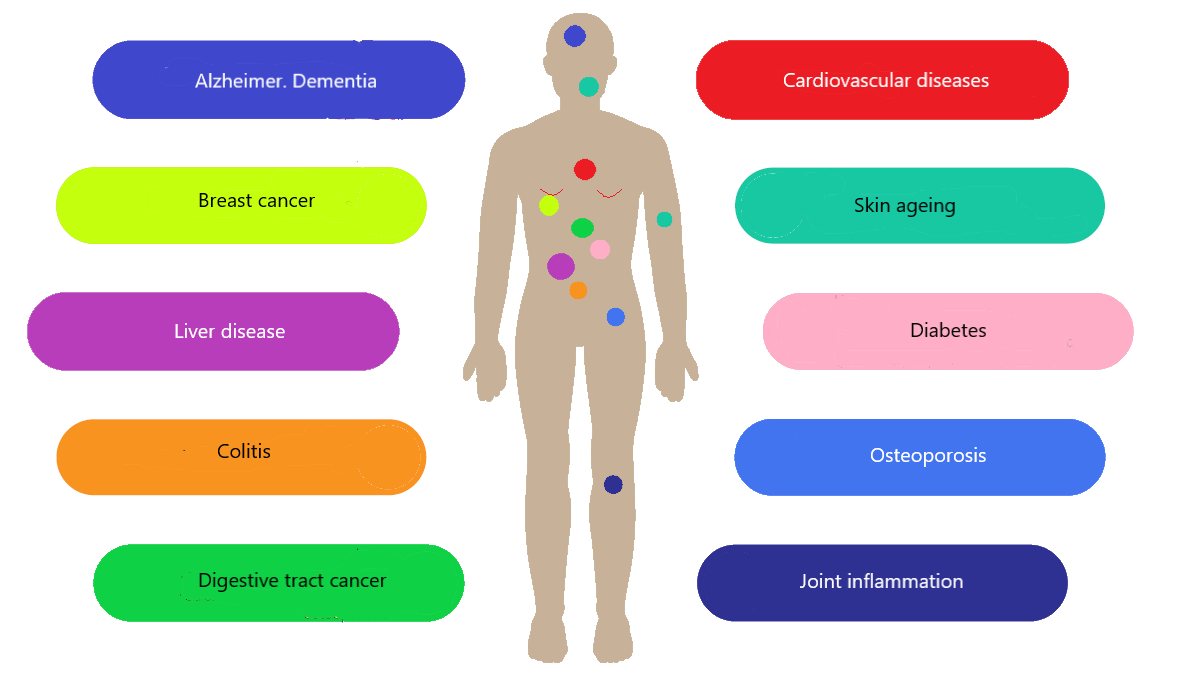 Alzheimer. Dementia
Cardiovascular diseases
Breast cancer
Skin ageing
Liver disease
Diabetes
Colitis
Osteoporosis
Digestive tract cancer
Joint inflammation